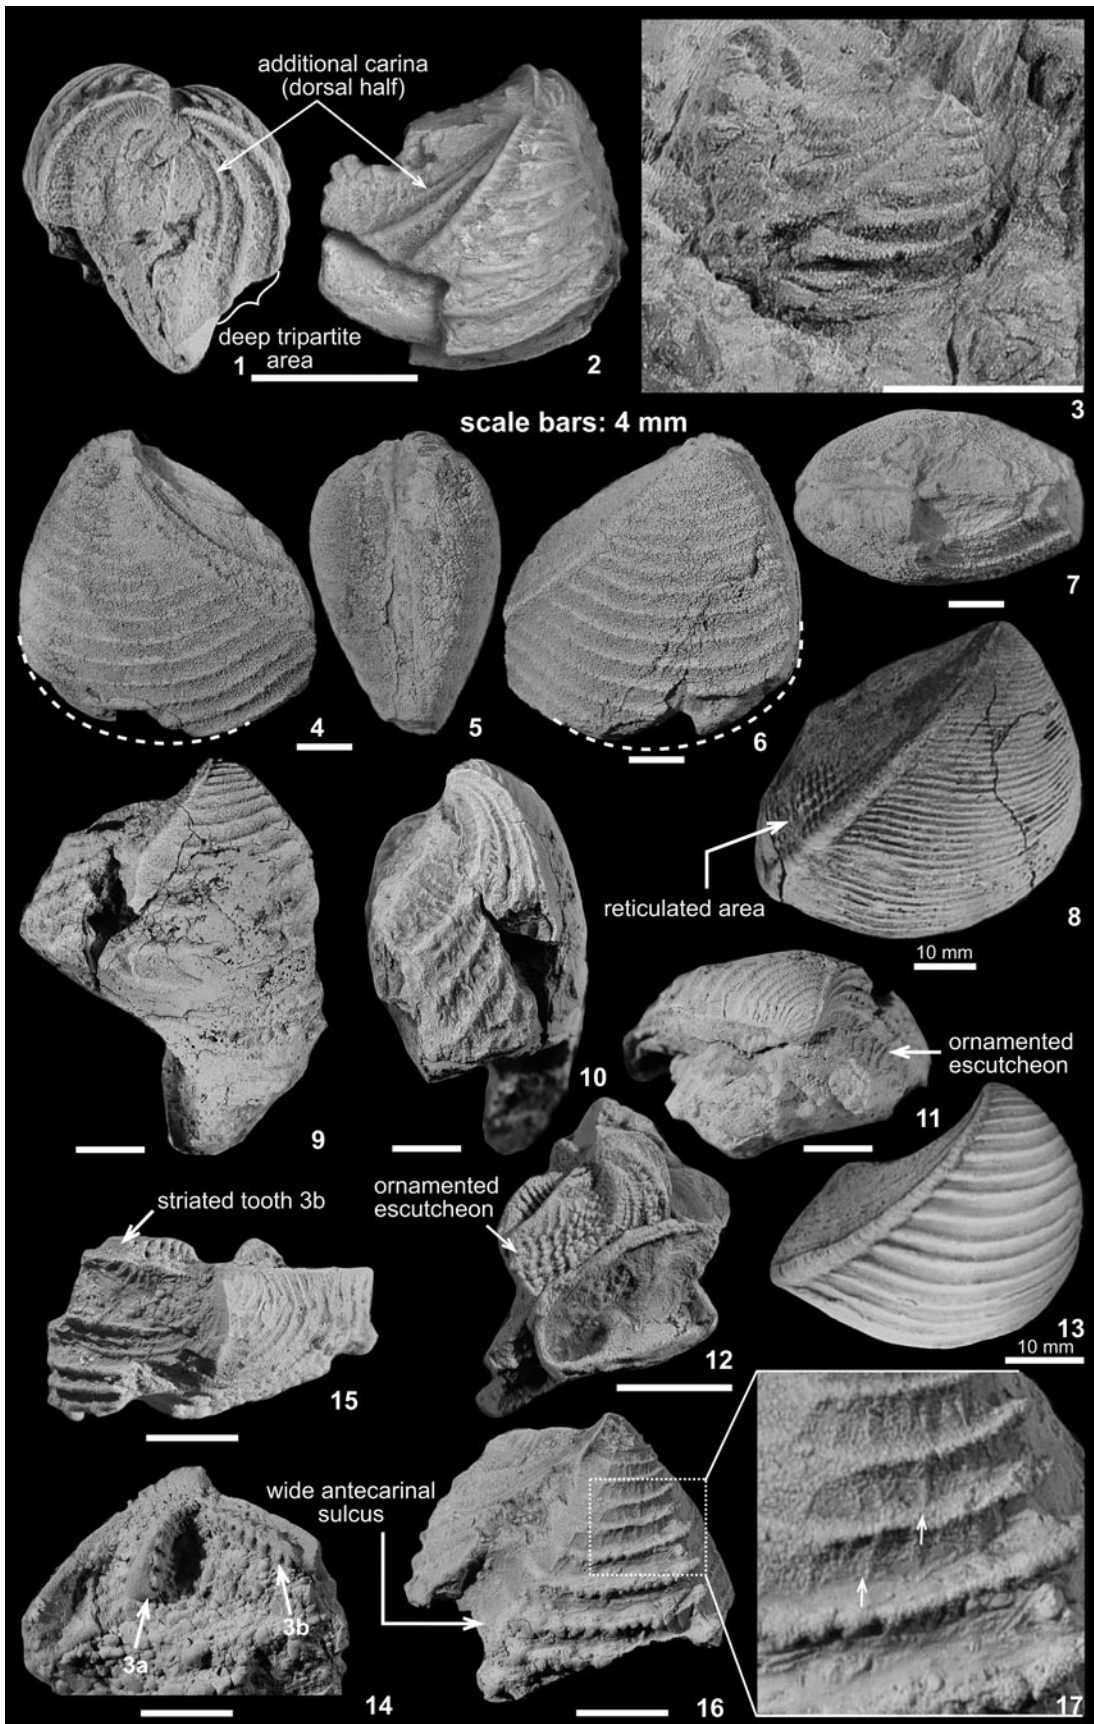 additional carina
(dorsal half)
deep tripartite
area
1
2
3
scale bars: 4 mm
4
5
6
7
reticulated area
8
10 mm
9
10
ornamented
escutcheon
11
ornamented
escutcheon
12
13
10 mm
striated tooth 3b
15
wide antecarinal
sulcus
3a
3b
14
16
17